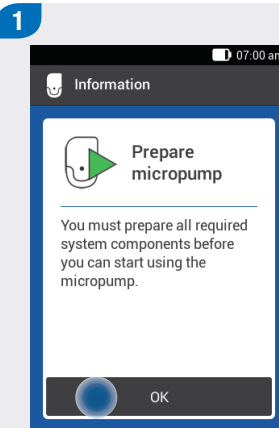 1
07:00 am
Information
Prepare
micropump
You must prepare all required
system components before
you can start using the
micropump.
OK